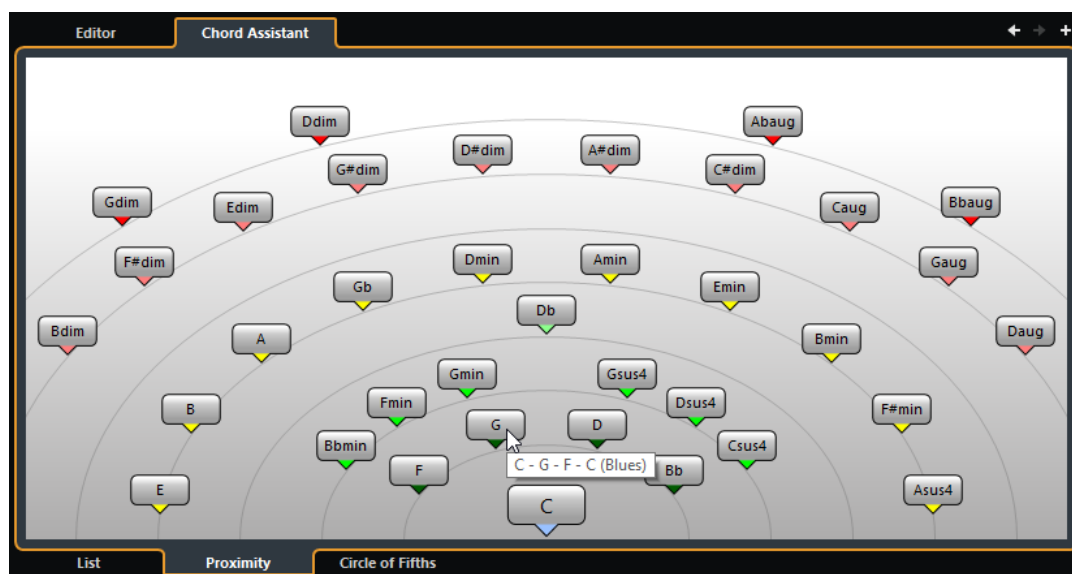 Editor
Chord Assistant
Ddim
Abaug
D#dim
A#dim
G#dim
C#dim
Gdim
Edim
Caug
Bbaug
F#dim
Dmin
Amin
Gaug
Gb
Emin
Db
Bdim
A
Bmin
Daug
Gmin
Gsus4
Fmin
Dsus4
B
F#min
G
D
Bbmin
Csus4
C - G - F - C (Blues)
F
Bb
E
Asus4
C
List
Proximity
Circle of Fifths